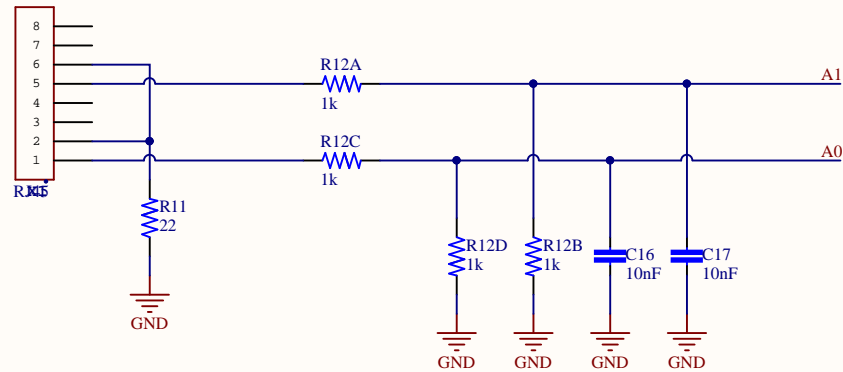 8
7
6
5
4
3
2
1
R12A
1k
A1
R12C
1k
A0
R11
22
GND
R12D
1k
R12B
1k
C16
10nF
C17
10nF
GND
GND
GND
GND